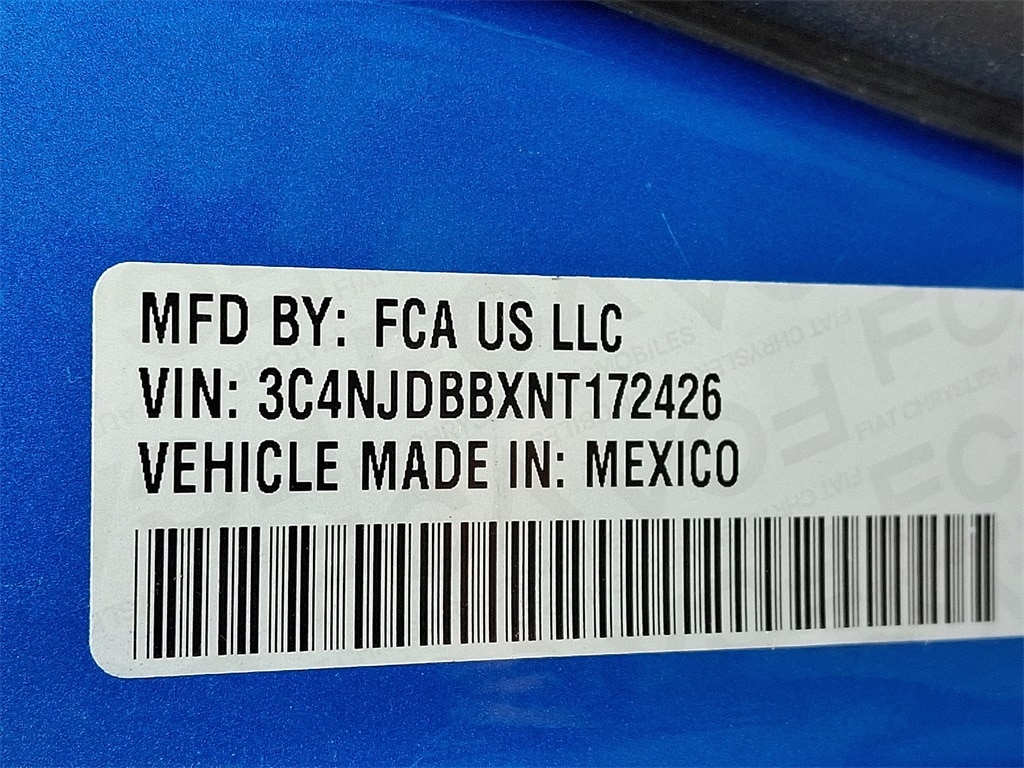 MFD BY: FCA US LLC
VIN: 3C4NJDBBXNT172426
VEHICLE MADE IN: MEXICO